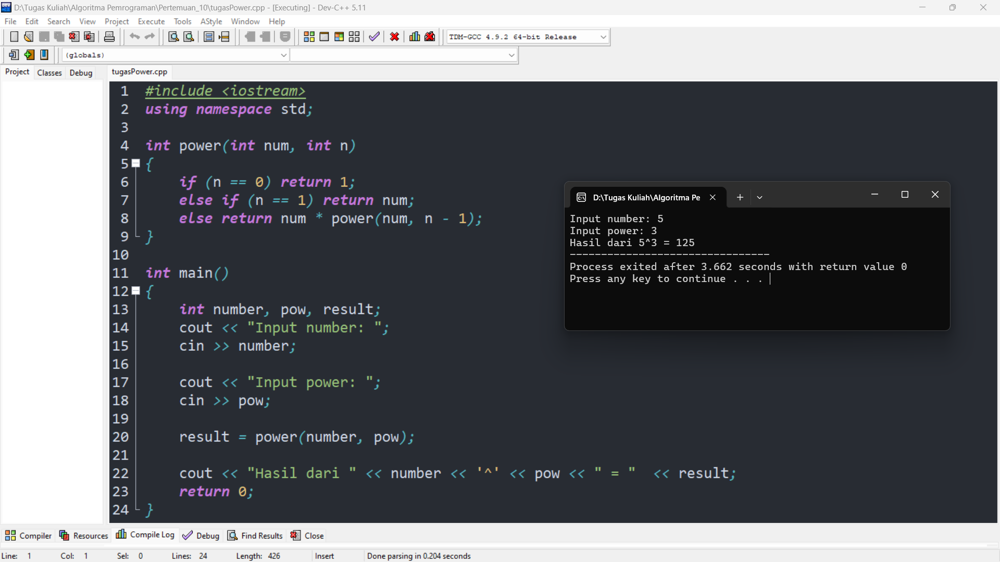 D:\Tugas Kuliah\Algoritma Pemrograman\Pertemuan_10\tugasPower.cpp - [Executing] - Dev-C++ 5.11
File Edit Search View Project Execute Tools AStyle Window Help
TDM-GCC 4.9.2 64-bit Release
(globals)
Project Classes Debug
tugasPower.cpp
1 #include <iostream>
2 using namespace std;
3
4 int power(int num, int n)
5 {
6 if (n == 0) return 1;
7 else if (n == 1) return num;
8 else return num * power(num, n - 1);
9 }
10
11 int main()
12 {
13 int number, pow, result;
14 cout << "Input number: ";
15 cin >> number;
16
17 cout << "Input power: ";
18 cin >> pow;
19
20 result = power(number, pow);
21
22 cout << "Hasil dari " << number << '^' << pow << " = " << result;
23 return 0;
24 }
D:\Tugas Kuliah\Algoritma Pe
Input number: 5
Input power: 3
Hasil dari 5^3 = 125
--------------------------------
Process exited after 3.662 seconds with return value 0
Press any key to continue . . .
Compiler Resources Compile Log Debug Find Results Close
Line: 1 Col: 1 Sel: 0 Lines: 24 Length: 426 Insert Done parsing in 0.204 seconds